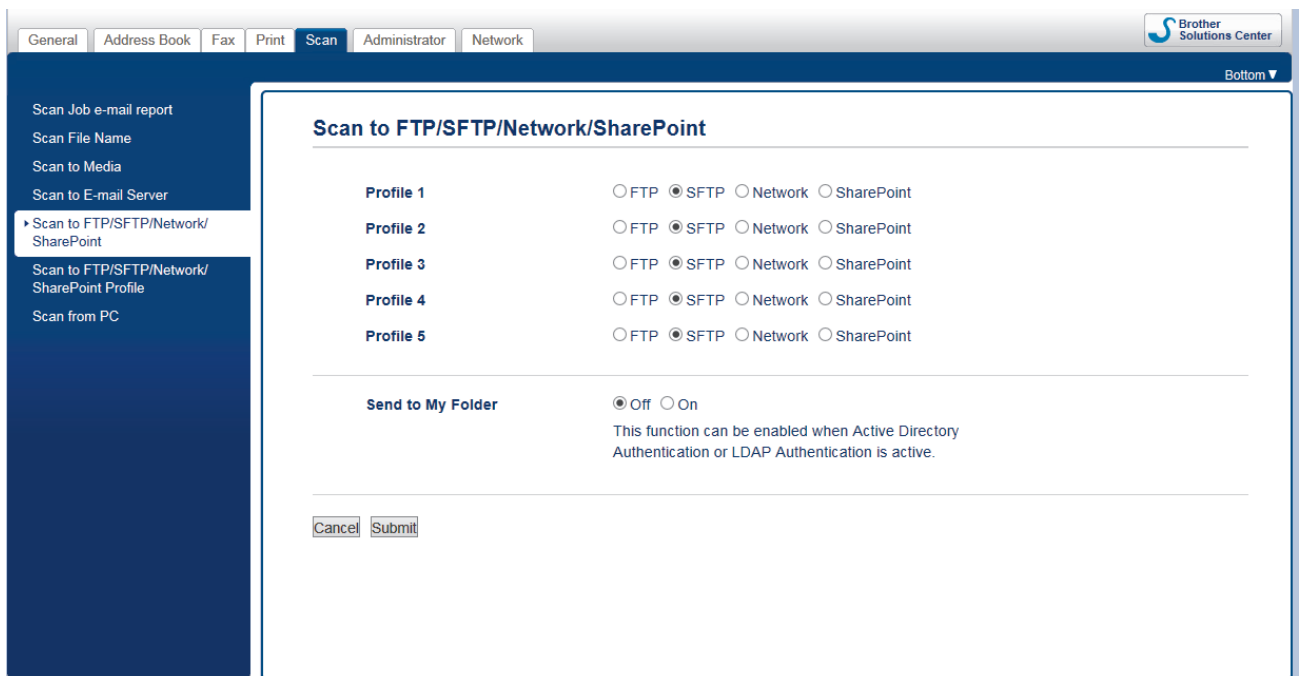 Brother
Solutions Center
General Address Book Fax Print Scan Administrator Network
Bottom▼
Scan Job e-mail report
Scan File Name
Scan to Media
Scan to E-mail Server
Scan to FTP/SFTP/Network/
SharePoint
Scan to FTP/SFTP/Network/
SharePoint Profile
Scan from PC
Scan to FTP/SFTP/Network/SharePoint
Profile 1 FTP SFTP Network SharePoint
Profile 2 FTP SFTP Network SharePoint
Profile 3 FTP SFTP Network SharePoint
Profile 4 FTP SFTP Network SharePoint
Profile 5 FTP SFTP Network SharePoint
Send to My Folder Off On
This function can be enabled when Active Directory
Authentication or LDAP Authentication is active.
Cancel Submit